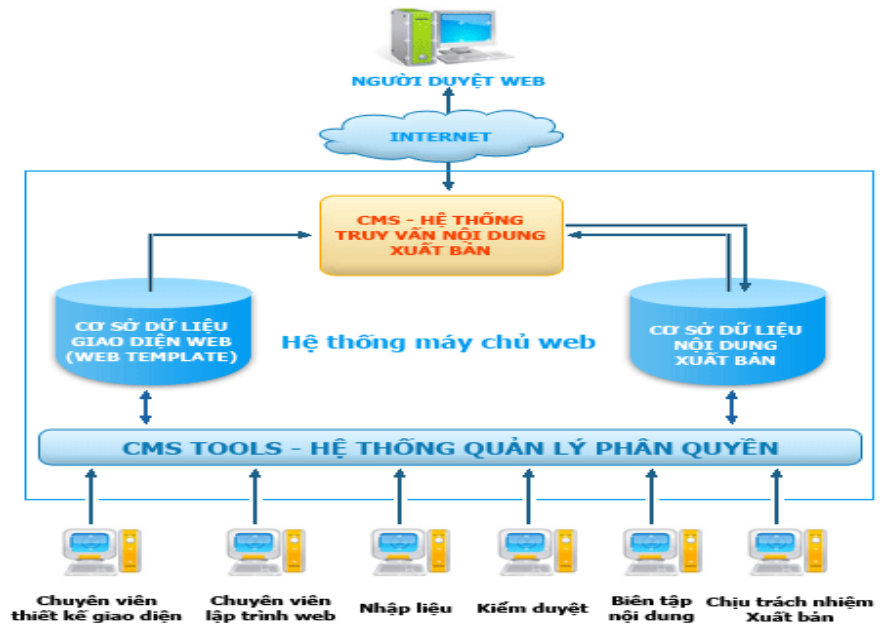 NGƯỜI DUYỆT WEB
INTERNET
CMS - HỆ THỐNG
TRUY VẤN NỘI DUNG
XUẤT BẢN
CƠ SỞ DỮ LIỆU
GIAO DIỆN WEB
(WEB TEMPLATE)
Hệ thống máy chủ web
CƠ SỞ DỮ LIỆU
NỘI DUNG
XUẤT BẢN
CMS TOOLS - HỆ THỐNG QUẢN LÝ PHÂN QUYỀN
Chuyên viên
thiết kế giao diện
Chuyên viên
lập trình web
Nhập liệu
Kiểm duyệt
Biên tập
nội dung
Chịu trách nhiệm
Xuất bản